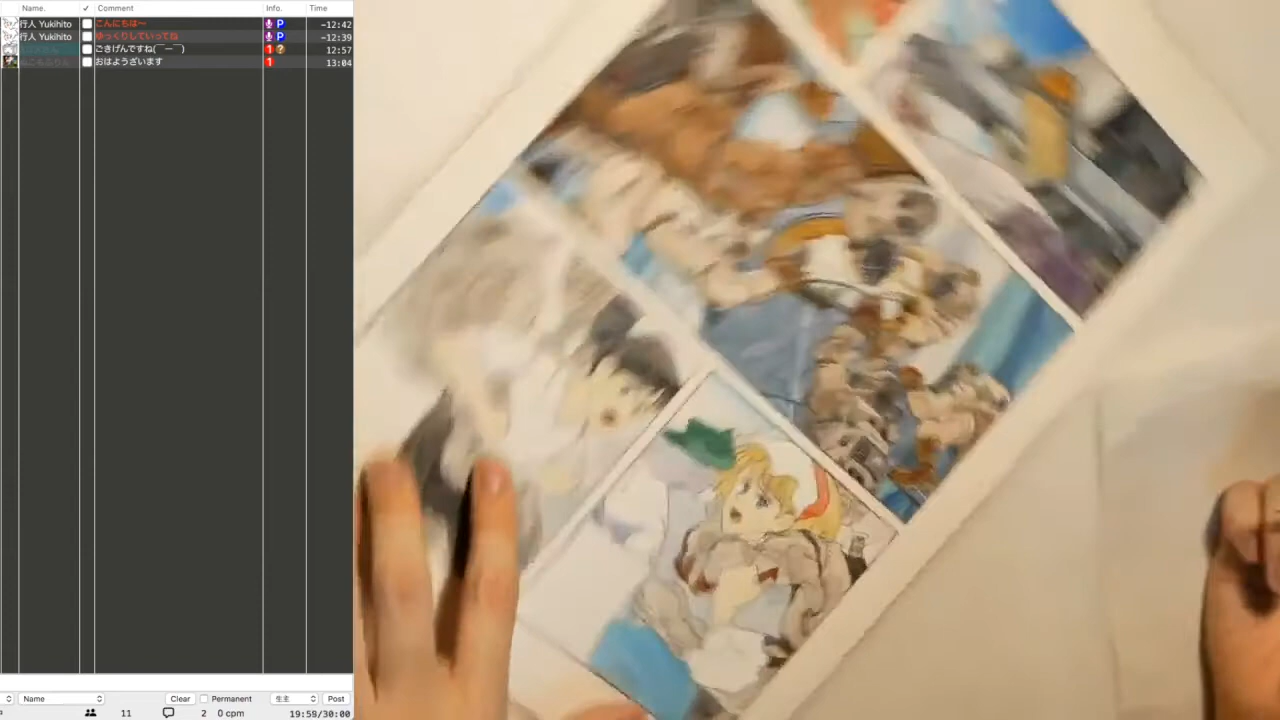 Name. ✓ Comment Info. Time
行人 Yukihito こんにちは〜 P -12:42
行人 Yukihito ゆっくりしていってね P -12:39
ごきげんですね(￣ー￣) 1 ? 12:57
おはようざいます 1 13:04
Name Clear Permanent 生主 Post
11 2 0 cpm 19:59/30:00